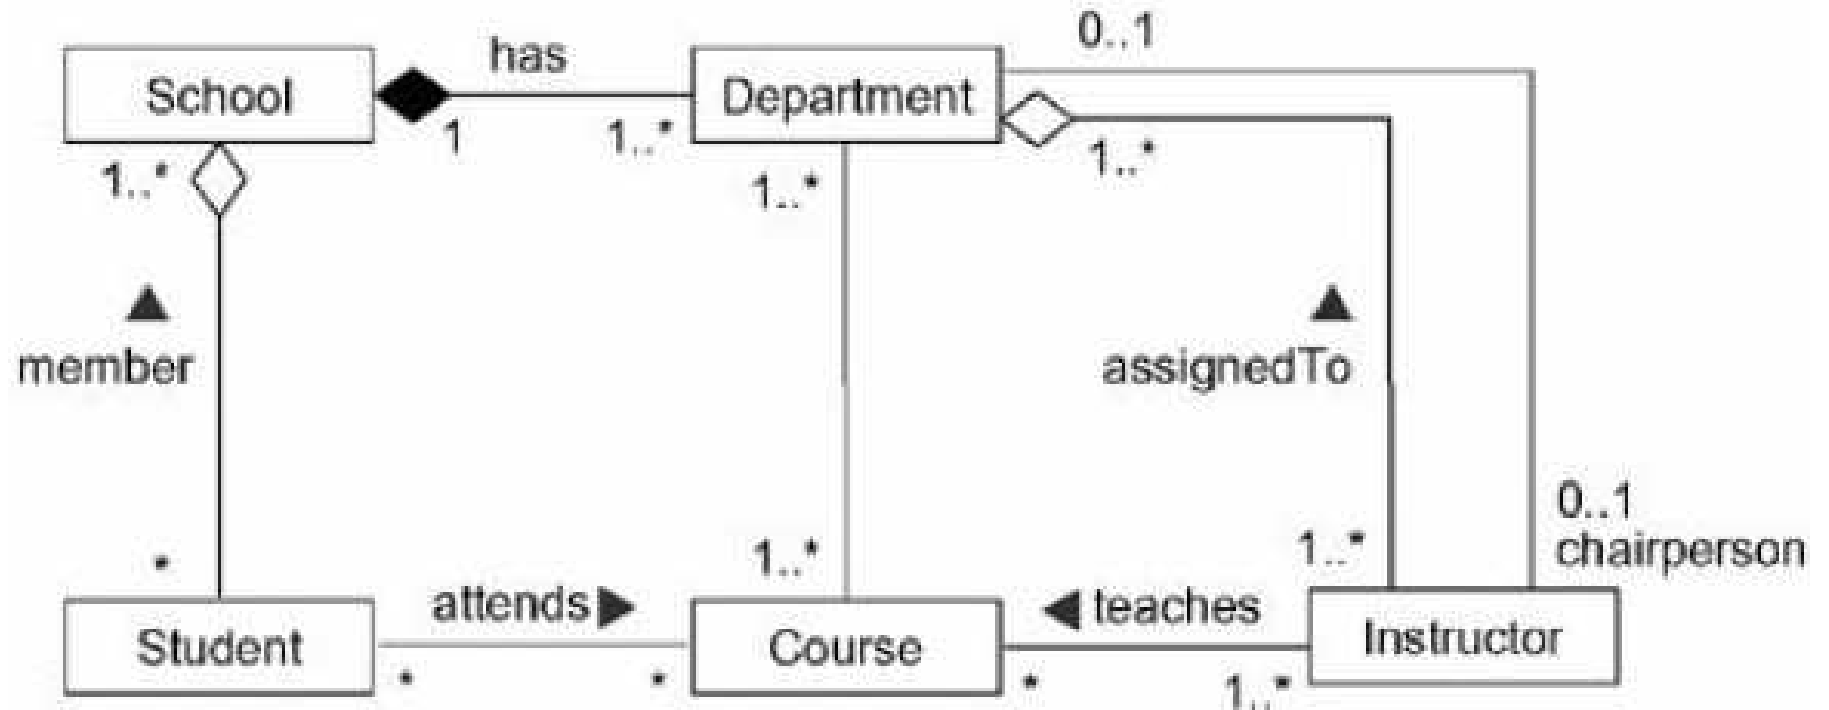 0..1
has
School
Department
1
1..*
1..*
1..*
1..*
member
assignedTo
0..1
chairperson
*
1..*
1..*
attends
teaches
Student
Course
Instructor
*
*
*
1..*